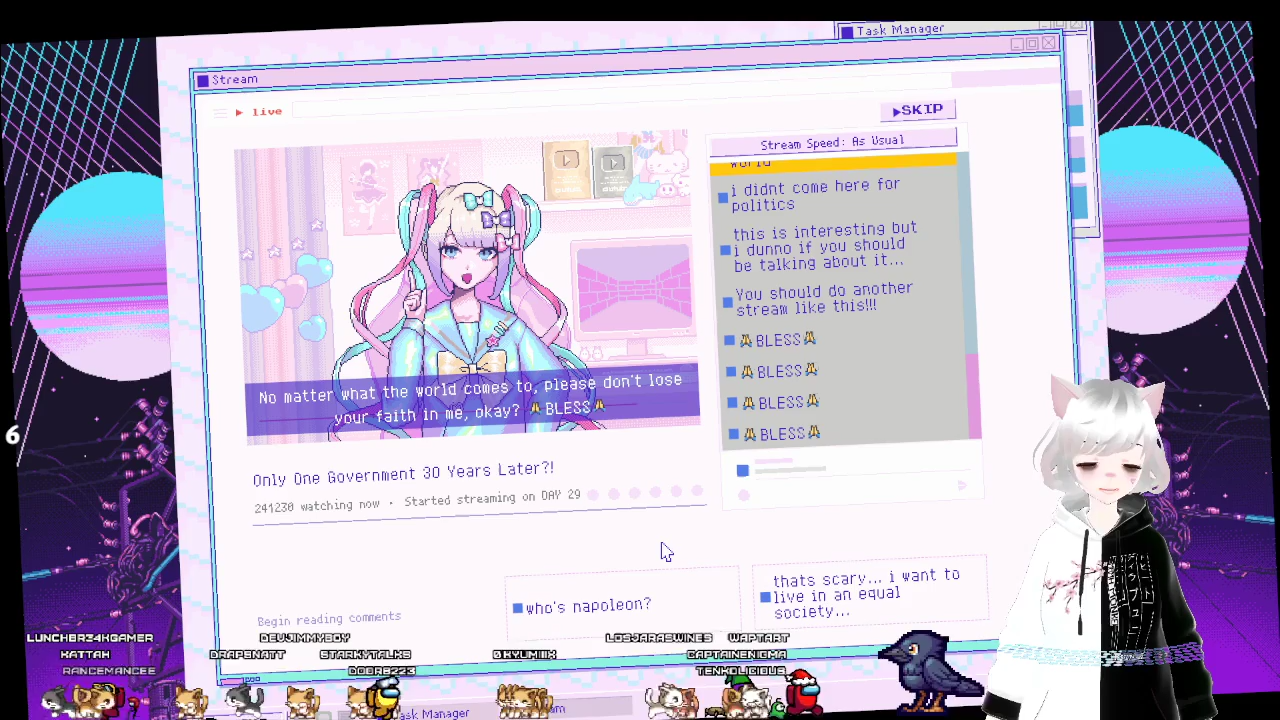 Task Manager
Stream
live
SKIP
Stream Speed: As Usual
world
i didnt come here for
politics
this is interesting but
i dunno if you should
be talking about it...
You should do another
stream like this!!!
🙏BLESS🙏
🙏BLESS🙏
🙏BLESS🙏
🙏BLESS🙏
No matter what the world comes to, please don't lose
your faith in me, okay? 🙏BLESS🙏
Only One Government 30 Years Later?!
241230 watching now · Started streaming on DAY 29
6
Begin reading comments
who's napoleon?
thats scary... i want to
live in an equal
society...
LUNCHBR34KGAMER
DEVJIMMYBOY
LOSJARASWINES
WAPTART
KATTAH
DRAPSNATT
STARKYTALKS
CAPTAINENIGMA
RANCEMANCEE
TENKOLICIOUS
ask Manager